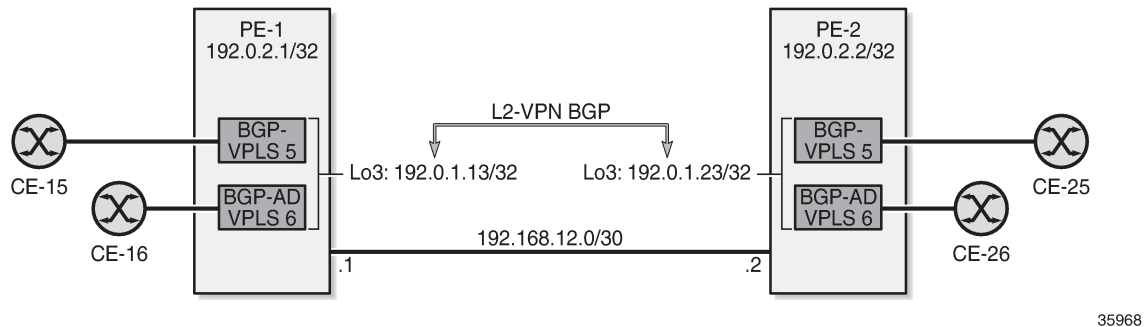 PE-1
192.0.2.1/32
PE-2
192.0.2.2/32
L2-VPN BGP
BGP-
VPLS 5
BGP-
VPLS 5
Lo3: 192.0.1.13/32
Lo3: 192.0.1.23/32
CE-15
CE-25
BGP-AD
VPLS 6
BGP-AD
VPLS 6
CE-16
CE-26
192.168.12.0/30
.1
.2
35968